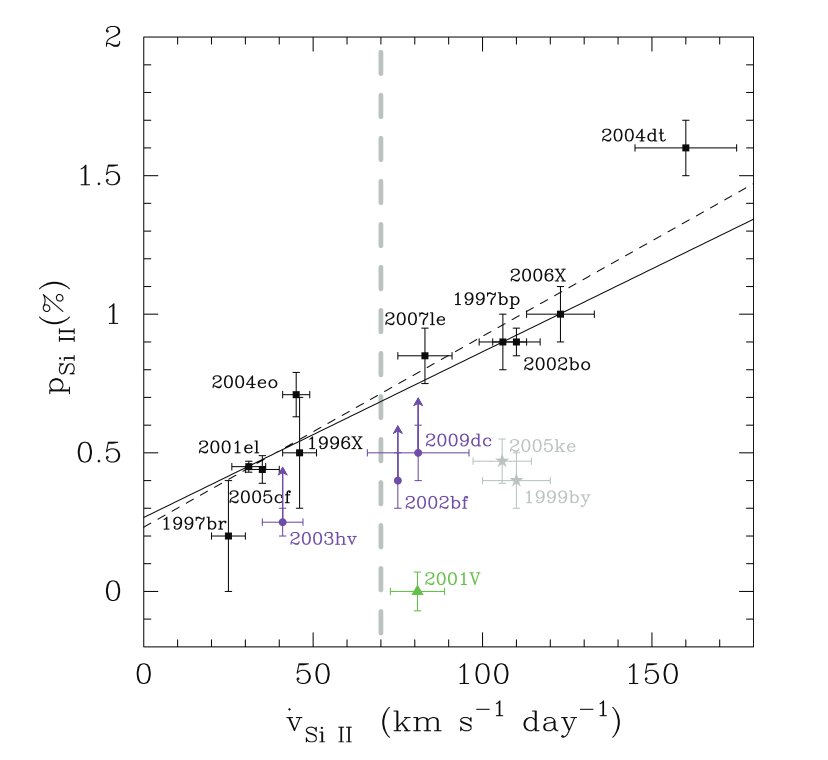 2
1.5
1
0.5
0
p_Si II(%)
2004dt
2006X
1997bp
2007le
2002bo
2004eo
2001el
1996X
2009dc
2005ke
2005cf
2002bf
1999by
1997br
2003hv
2001V
0 50 100 150
v̇_Si II (km s⁻¹ day⁻¹)